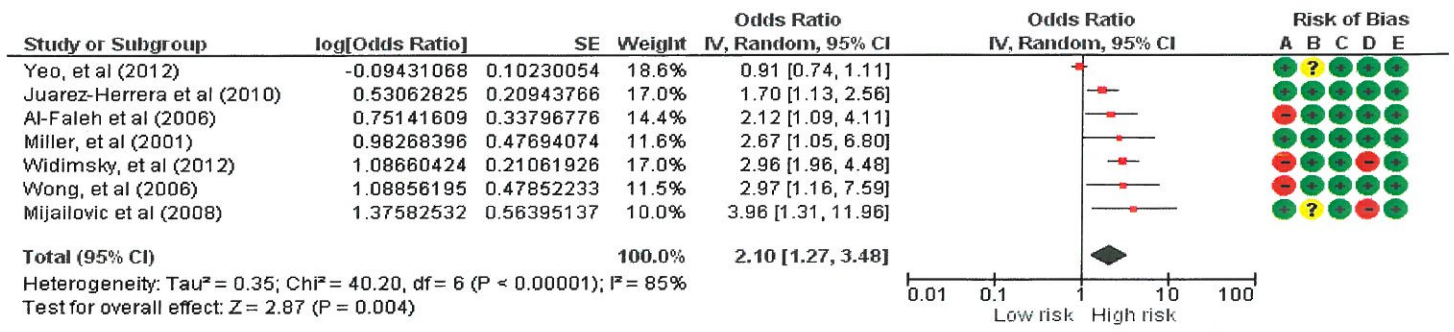 Odds Ratio Odds Ratio Risk of Bias
Study or Subgroup log[Odds Ratio] SE Weight IV, Random, 95% CI IV, Random, 95% CI A B C D E
Yeo, et al (2012) -0.09431068 0.10230054 18.6% 0.91 [0.74, 1.11] + ? + + +
Juarez-Herrera et al (2010) 0.53062825 0.20943766 17.0% 1.70 [1.13, 2.56] + + + + +
Al-Faleh et al (2006) 0.75141609 0.33796776 14.4% 2.12 [1.09, 4.11] - + + + +
Miller, et al (2001) 0.98268396 0.47694074 11.6% 2.67 [1.05, 6.80] + + + + +
Widimsky, et al (2012) 1.08660424 0.21061926 17.0% 2.96 [1.96, 4.48] - + + - +
Wong, et al (2006) 1.08856195 0.47852233 11.5% 2.97 [1.16, 7.59] - + + + +
Mijailovic et al (2008) 1.37582532 0.56395137 10.0% 3.96 [1.31, 11.96] + ? + - +
Total (95% CI) 100.0% 2.10 [1.27, 3.48]
Heterogeneity: Tau² = 0.35; Chi² = 40.20, df = 6 (P < 0.00001); I² = 85%
Test for overall effect: Z = 2.87 (P = 0.004)
0.01 0.1 1 10 100
Low risk High risk